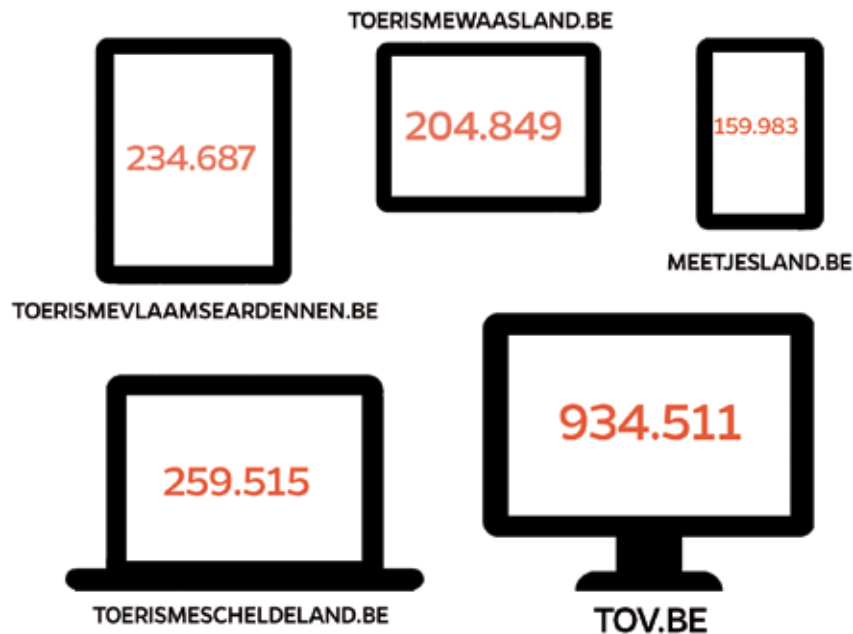 TOERISMEWAASLAND.BE
234.687
204.849
159.983
MEETJESLAND.BE
TOERISMEVLAAMSEARDENNEN.BE
259.515
934.511
TOERISMESCHELDELAND.BE
TOV.BE